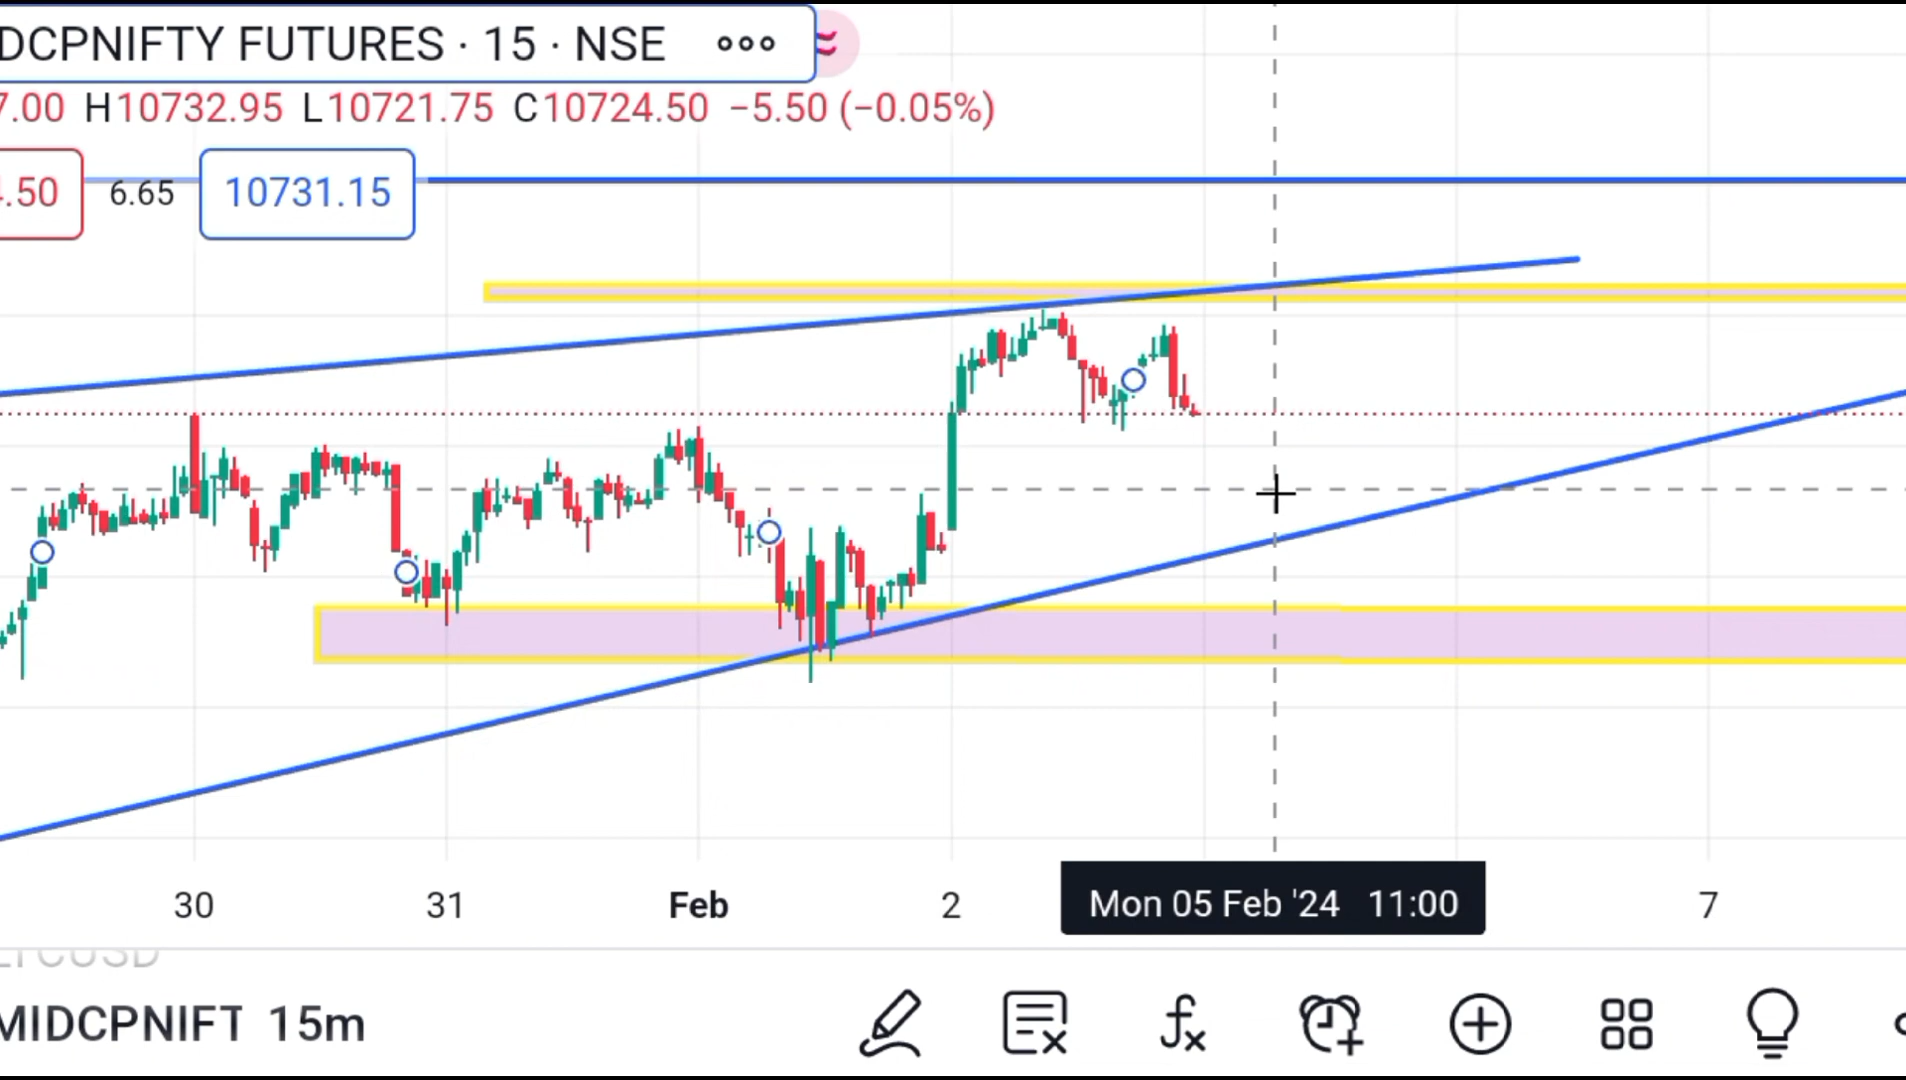 DCPNIFTY FUTURES · 15 · NSE
7.00 H10732.95 L10721.75 C10724.50 −5.50 (−0.05%)
.50 6.65 10731.15
30 31 Feb 2 Mon 05 Feb '24 11:00 7
MIDCPNIFT 15m